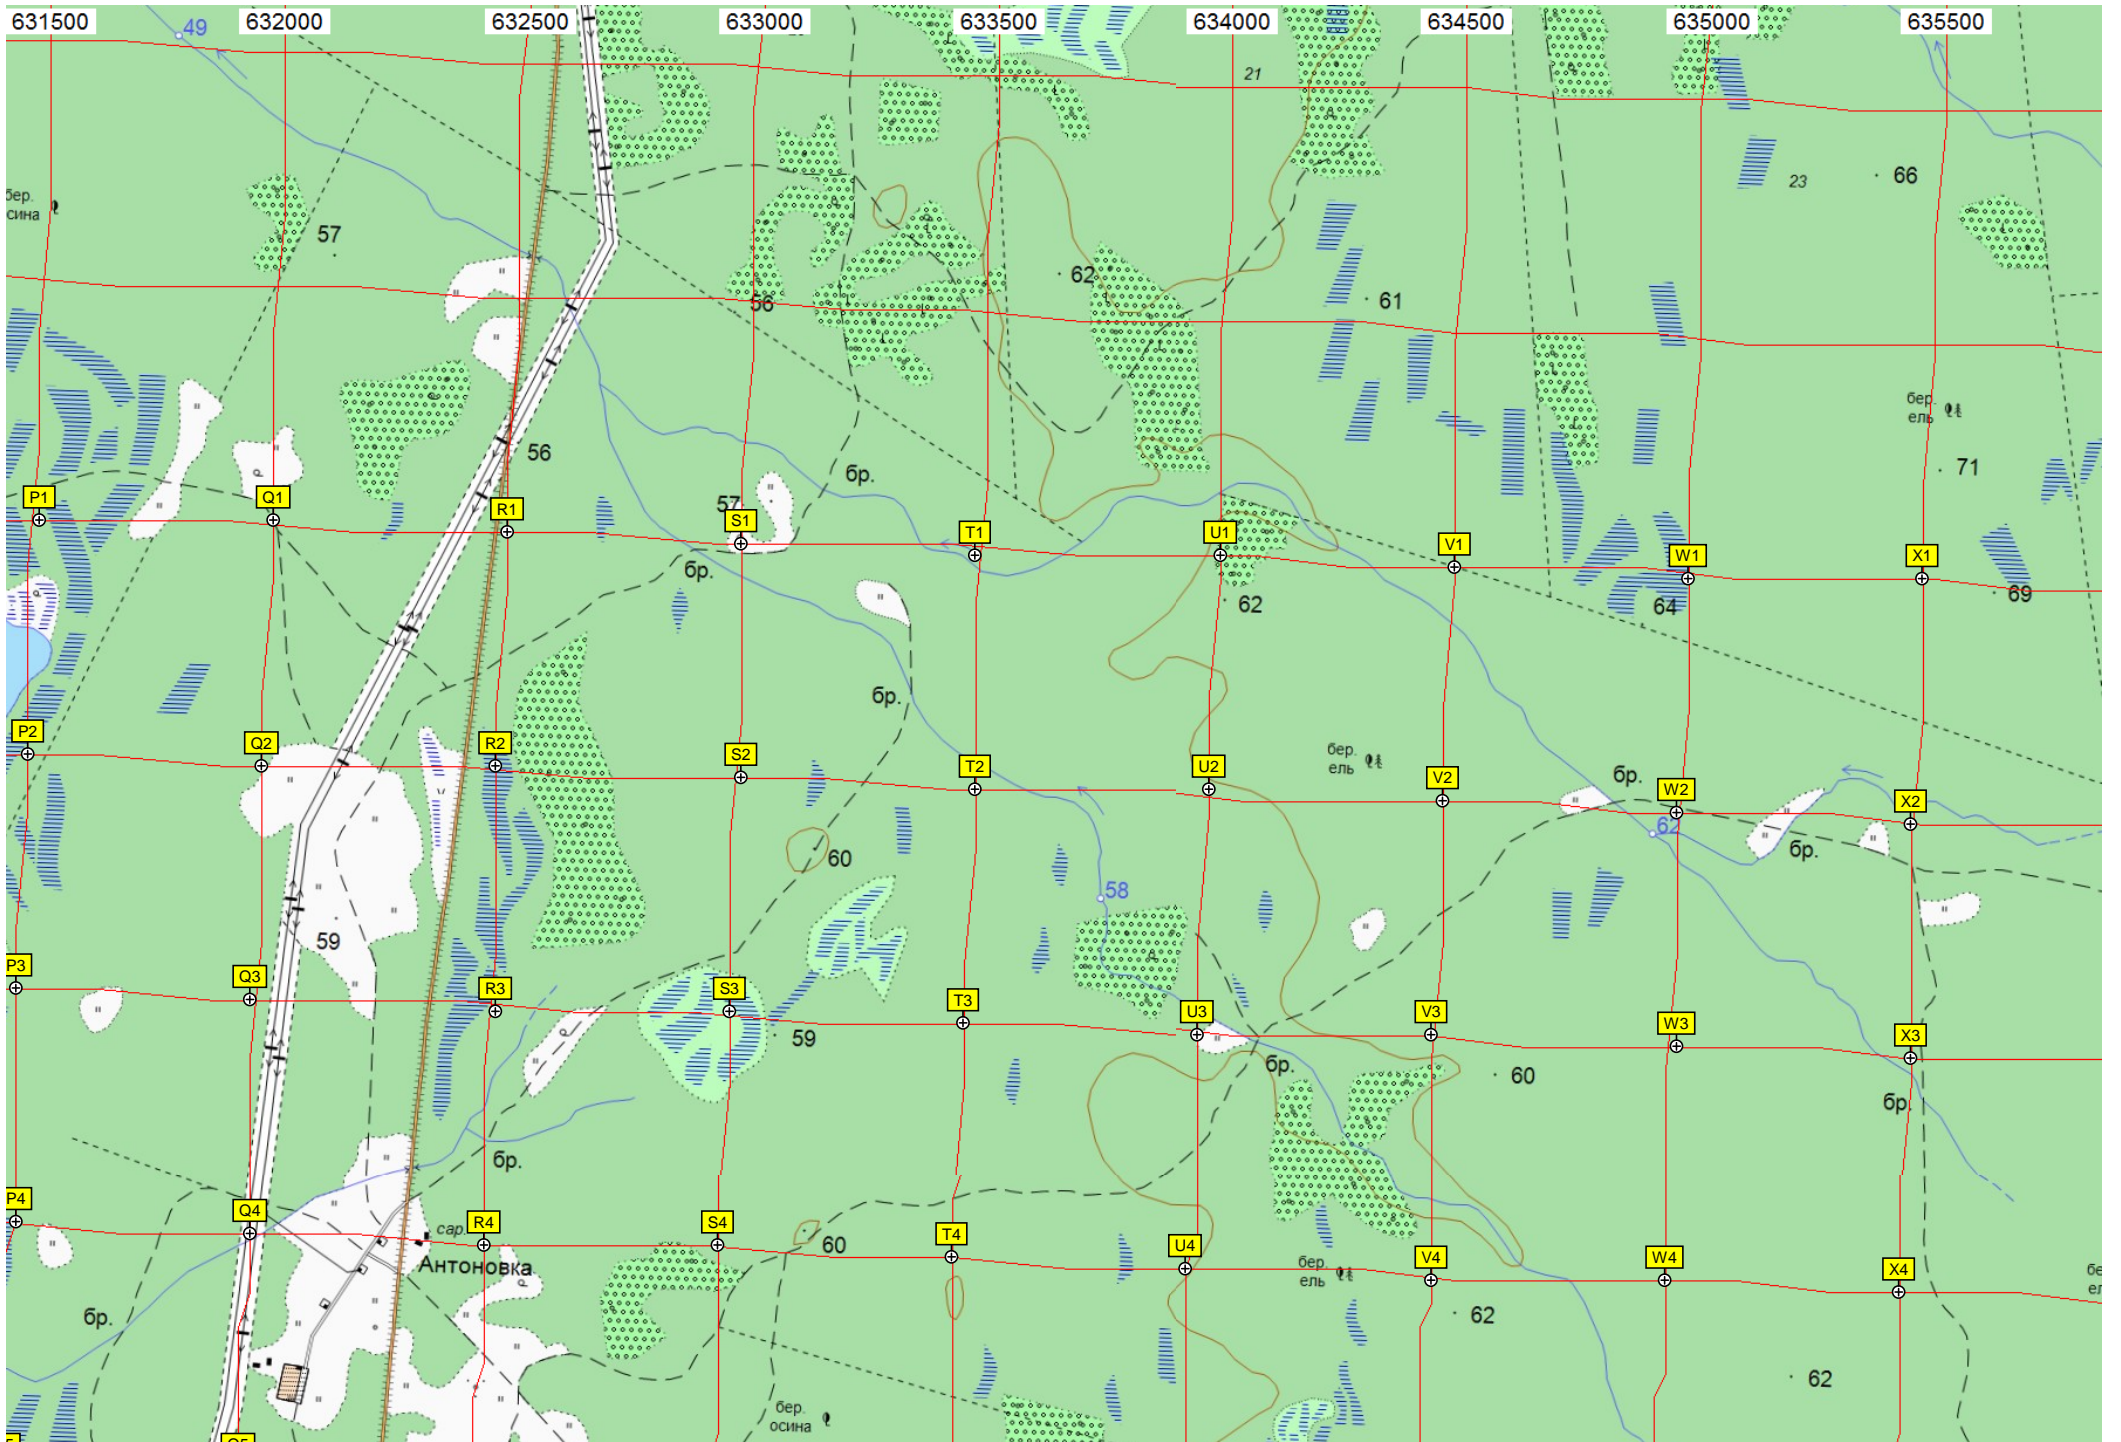 631500 632000 632500 633000 633500 634000 634500 635000 635500
49
21
66
23
бер.
сина
57
62
61
56
бер.
ель
56
71
бр.
P1 Q1 57
R1 S1 T1 U1 V1 W1 X1
бр.
69
62 64
бр.
P2 Q2 R2 S2 T2 U2 V2 W2 X2
бер.
ель
бр.
62
бр.
60
58
59
P3 Q3 R3 S3 T3 U3 V3 W3 X3
59
бр.
60
бр.
бр.
P4 Q4 R4 S4 T4 U4 V4 W4 X4
сар.
60
Антоновка
бер.
ель
бр.
62
62
бер.
осина